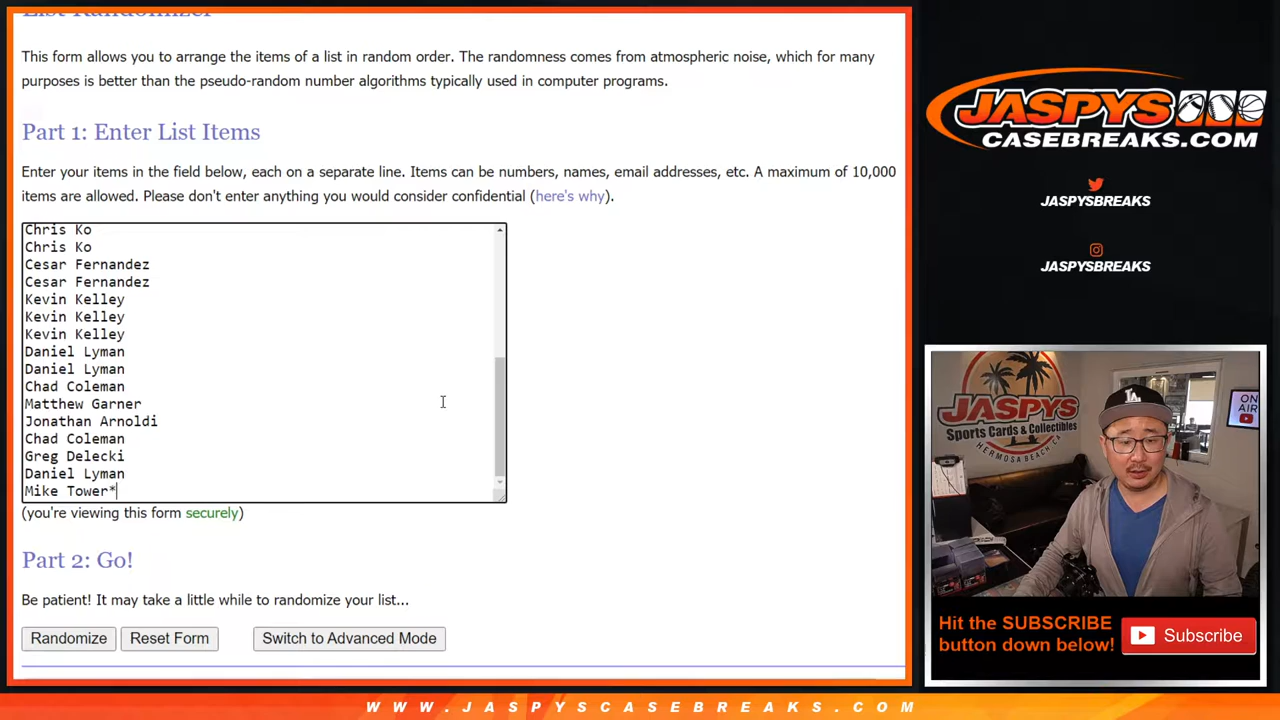 List Randomizer
This form allows you to arrange the items of a list in random order. The randomness comes from atmospheric noise, which for many
purposes is better than the pseudo-random number algorithms typically used in computer programs.
Part 1: Enter List Items
Enter your items in the field below, each on a separate line. Items can be numbers, names, email addresses, etc. A maximum of 10,000
items are allowed. Please don't enter anything you would consider confidential (here's why).
Chris Ko
Chris Ko
Cesar Fernandez
Cesar Fernandez
Kevin Kelley
Kevin Kelley
Kevin Kelley
Daniel Lyman
Daniel Lyman
Chad Coleman
Matthew Garner
Jonathan Arnoldi
Chad Coleman
Greg Delecki
Daniel Lyman
Mike Tower*
(you're viewing this form securely)
Part 2: Go!
Be patient! It may take a little while to randomize your list...
Randomize
Reset Form
Switch to Advanced Mode
JASPYS
CASEBREAKS.COM
JASPYSBREAKS
JASPYSBREAKS
JASPYS
Sports Cards & Collectibles
HERMOSA BEACH CA
LA
ON
AIR
Hit the SUBSCRIBE
button down below!
Subscribe
WWW.JASPYSCASEBREAKS.COM